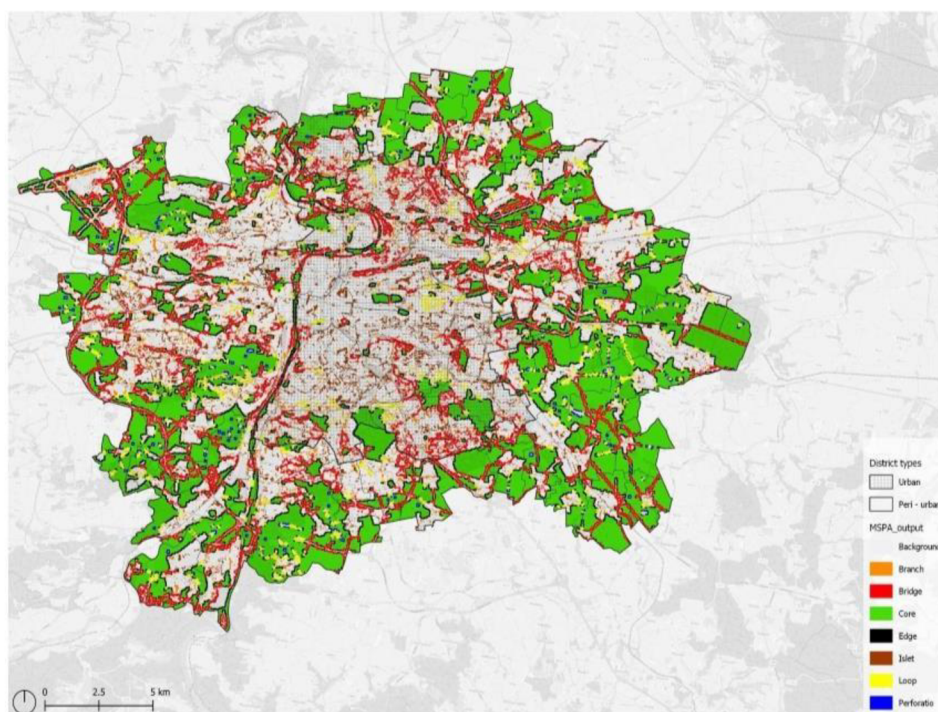 District types
Urban
Peri - urba
MSPA_output
Backgroun
Branch
Bridge
Core
Edge
Islet
Loop
Perforatio
0 2.5 5 km